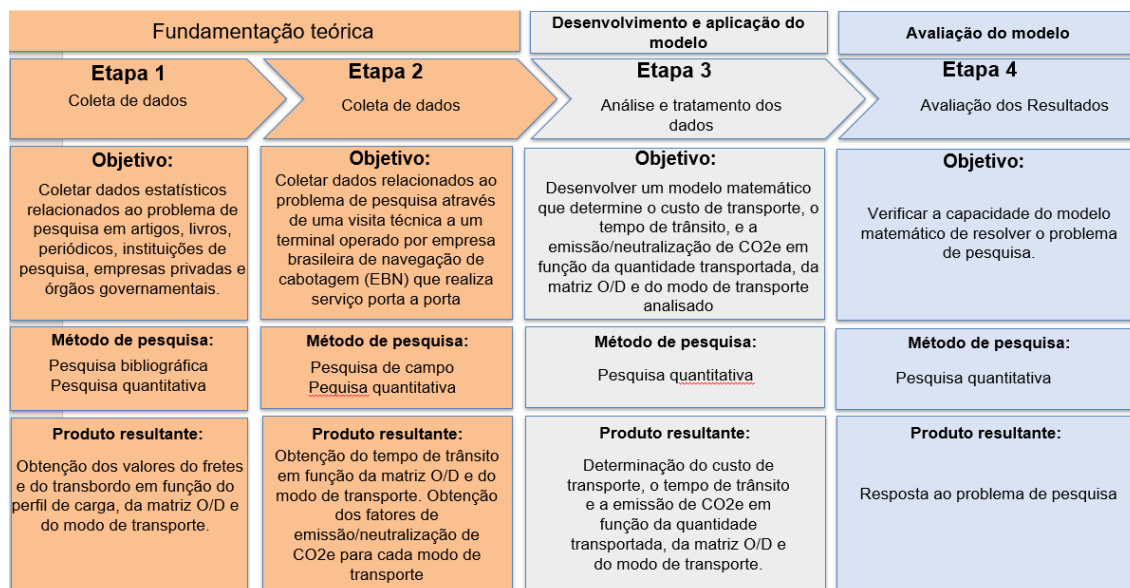 Fundamentação teórica
Desenvolvimento e aplicação do
modelo
Avaliação do modelo
Etapa 1
Coleta de dados
Etapa 2
Coleta de dados
Etapa 3
Análise e tratamento dos
dados
Etapa 4
Avaliação dos Resultados
Objetivo:
Coletar dados estatísticos
relacionados ao problema de
pesquisa em artigos, livros,
periódicos, instituições de
pesquisa, empresas privadas e
órgãos governamentais.
Objetivo:
Coletar dados relacionados ao
problema de pesquisa através
de uma visita técnica a um
terminal operado por empresa
brasileira de navegação de
cabotagem (EBN) que realiza
serviço porta a porta
Objetivo:
Desenvolver um modelo matemático
que determine o custo de transporte, o
tempo de trânsito, e a
emissão/neutralização de CO2e em
função da quantidade transportada, da
matriz O/D e do modo de transporte
analisado
Objetivo:
Verificar a capacidade do modelo
matemático de resolver o problema
de pesquisa.
Método de pesquisa:
Pesquisa bibliográfica
Pesquisa quantitativa
Método de pesquisa:
Pesquisa de campo
Pequisa quantitativa
Método de pesquisa:
Pesquisa quantitativa
Método de pesquisa:
Pesquisa quantitativa
Produto resultante:
Obtenção dos valores do fretes
e do transbordo em função do
perfil de carga, da matriz O/D e
do modo de transporte.
Produto resultante:
Obtenção do tempo de trânsito
em função da matriz O/D e do
modo de transporte. Obtenção
dos fatores de
emissão/neutralização de
CO2e para cada modo de
transporte
Produto resultante:
Determinação do custo de
transporte, o tempo de trânsito
e a emissão de CO2e em
função da quantidade
transportada, da matriz O/D e
do modo de transporte.
Produto resultante:
Resposta ao problema de pesquisa